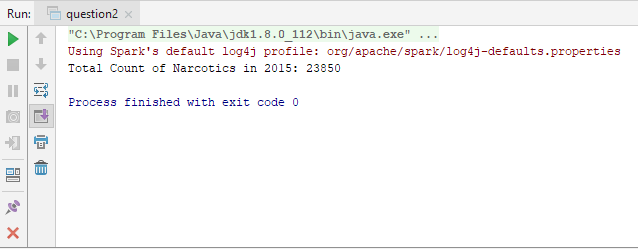 Run: question2
"C:\Program Files\Java\jdk1.8.0_112\bin\java.exe" ...
Using Spark's default log4j profile: org/apache/spark/log4j-defaults.properties
Total Count of Narcotics in 2015: 23850
Process finished with exit code 0